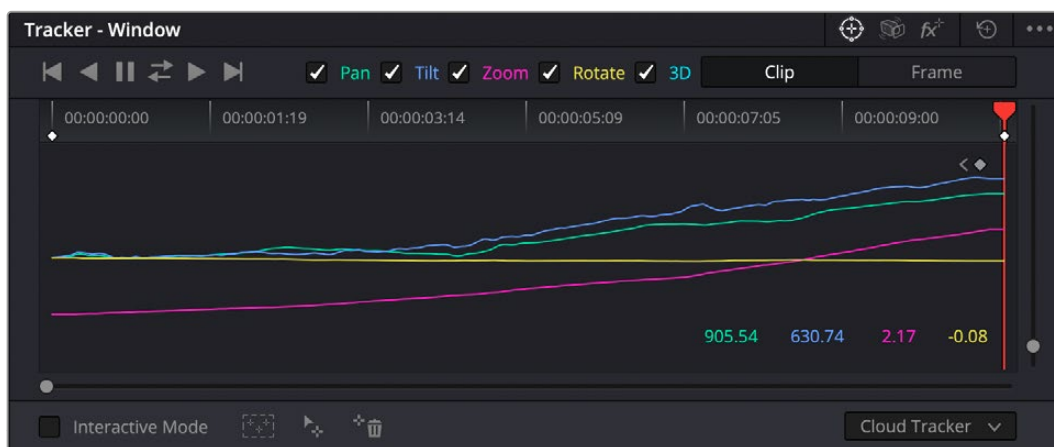 Tracker - Window
fx
Pan Tilt Zoom Rotate 3D Clip Frame
00:00:00:00 00:00:01:19 00:00:03:14 00:00:05:09 00:00:07:05 00:00:09:00
905.54 630.74 2.17 -0.08
Interactive Mode Cloud Tracker